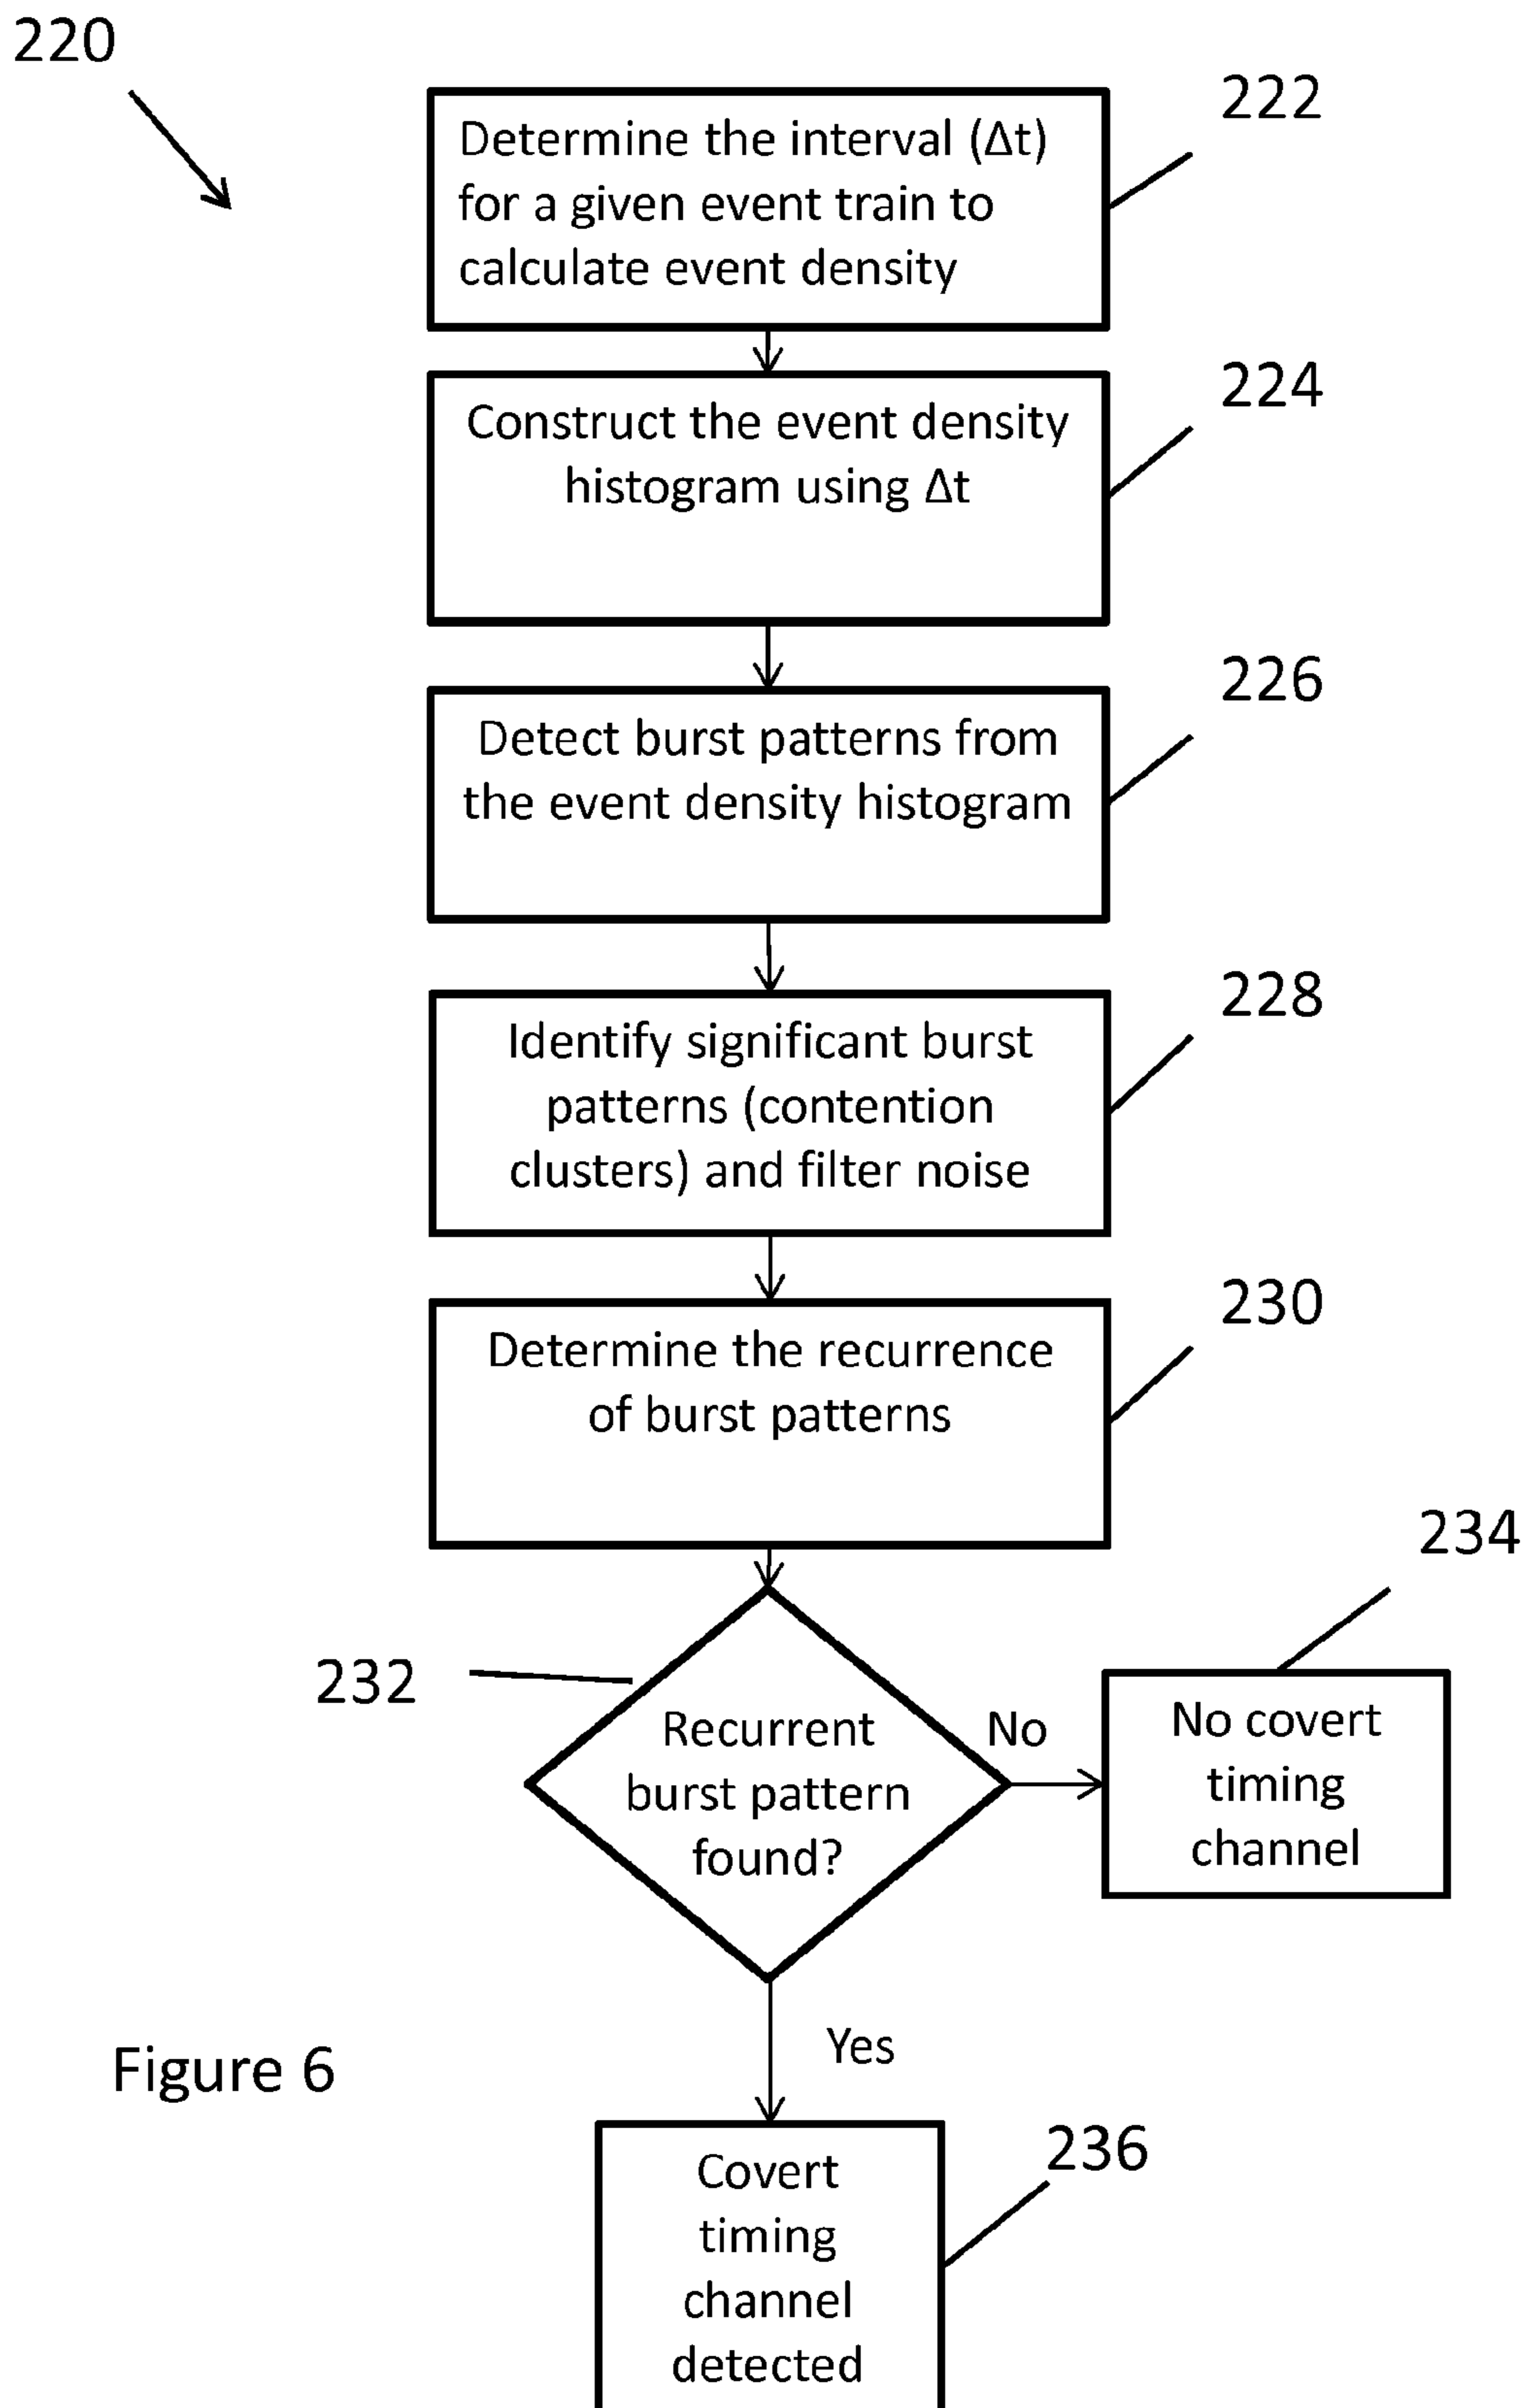 220
222
Determine the interval (Δt)
for a given event train to
calculate event density
224
Construct the event density
histogram using Δt
226
Detect burst patterns from
the event density histogram
228
Identify significant burst
patterns (contention
clusters) and filter noise
230
Determine the recurrence
of burst patterns
234
232
Recurrent
burst pattern
found?
No
No covert
timing
channel
Yes
Figure 6
236
Covert
timing
channel
detected